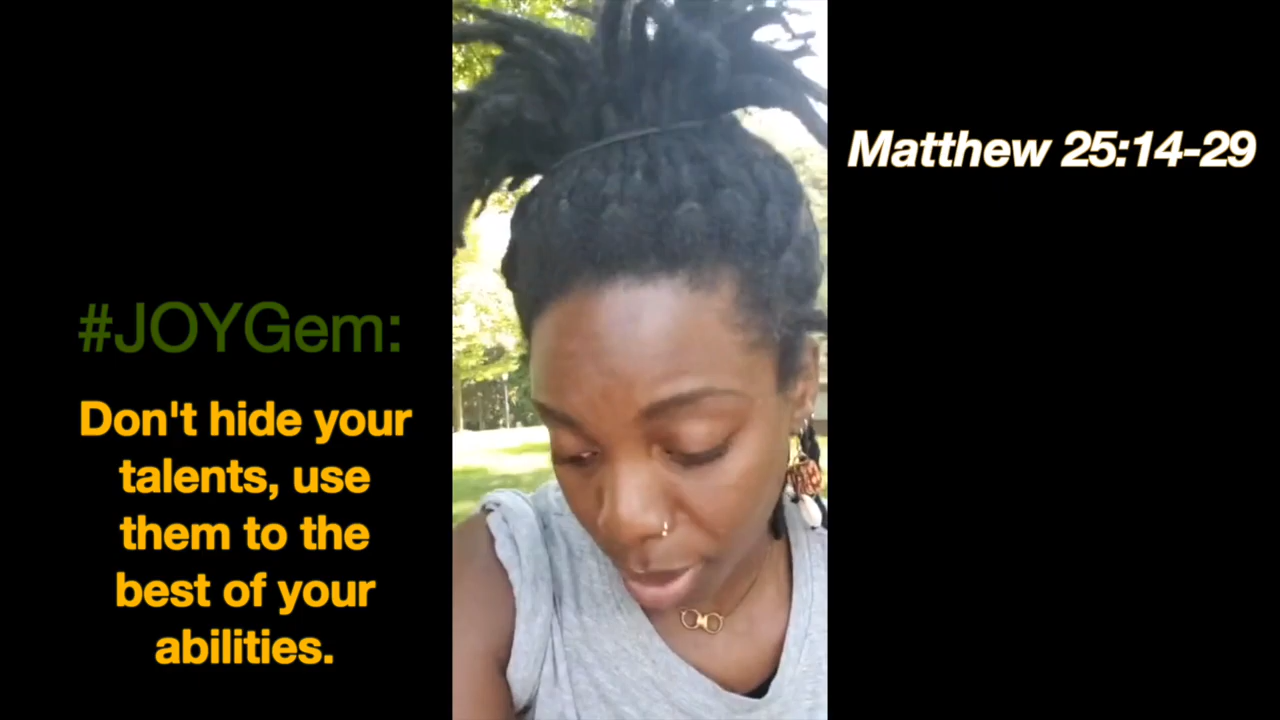 #JOYGem:
Don't hide your
talents, use
them to the
best of your
abilities.
Matthew 25:14-29